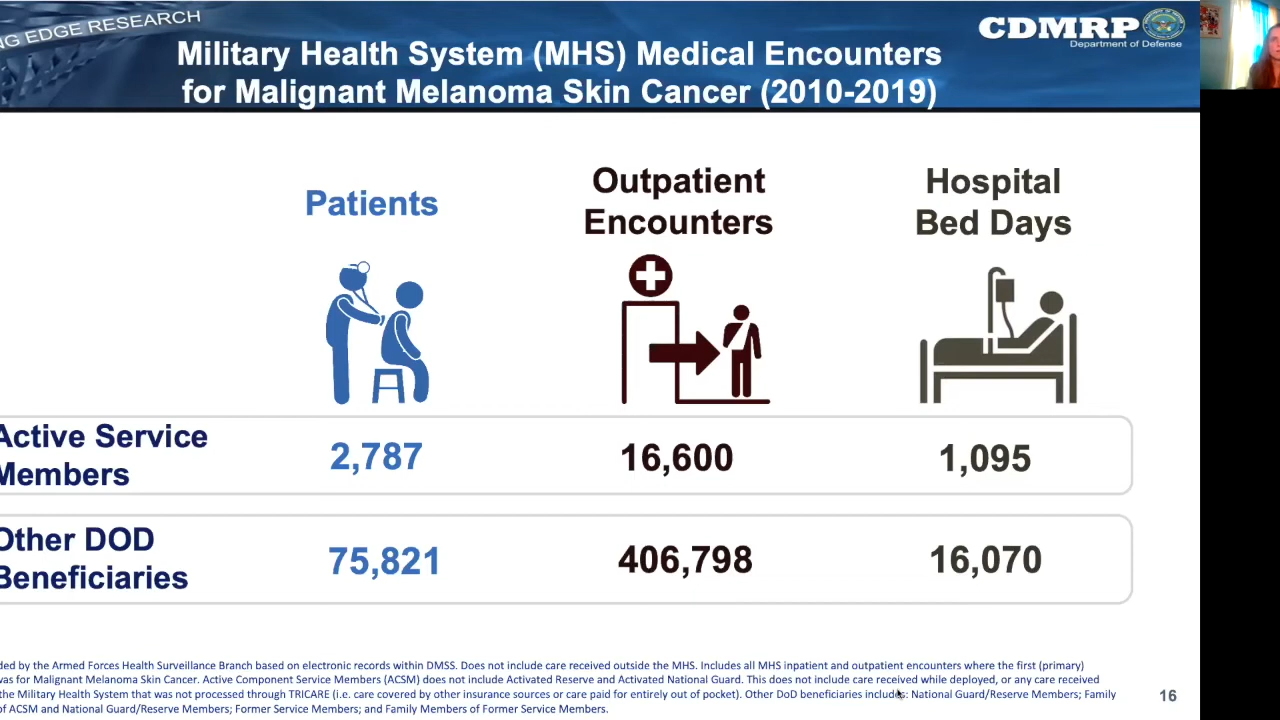 NG EDGE RESEARCH
CDMRP
Department of Defense
Military Health System (MHS) Medical Encounters
for Malignant Melanoma Skin Cancer (2010-2019)
Patients
Outpatient
Encounters
Hospital
Bed Days
Active Service
Members
2,787
16,600
1,095
Other DOD
Beneficiaries
75,821
406,798
16,070
ded by the Armed Forces Health Surveillance Branch based on electronic records within DMSS. Does not include care received outside the MHS. Includes all MHS inpatient and outpatient encounters where the first (primary)
was for Malignant Melanoma Skin Cancer. Active Component Service Members (ACSM) does not include Activated Reserve and Activated National Guard. This does not include care received while deployed, or any care received
the Military Health System that was not processed through TRICARE (i.e. care covered by other insurance sources or care paid for entirely out of pocket). Other DoD beneficiaries includes: National Guard/Reserve Members; Family
of ACSM and National Guard/Reserve Members; Former Service Members; and Family Members of Former Service Members.
16